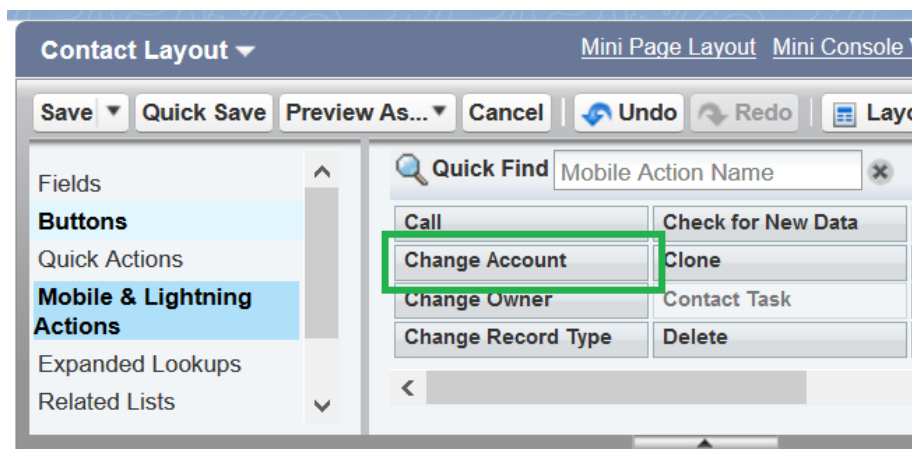 Contact Layout Mini Page Layout Mini Console
Save Quick Save Preview As... Cancel Undo Redo
Quick Find Mobile Action Name
Fields
Buttons
Quick Actions
Mobile & Lightning
Actions
Expanded Lookups
Related Lists
Call Check for New Data
Change Account Clone
Change Owner Contact Task
Change Record Type Delete